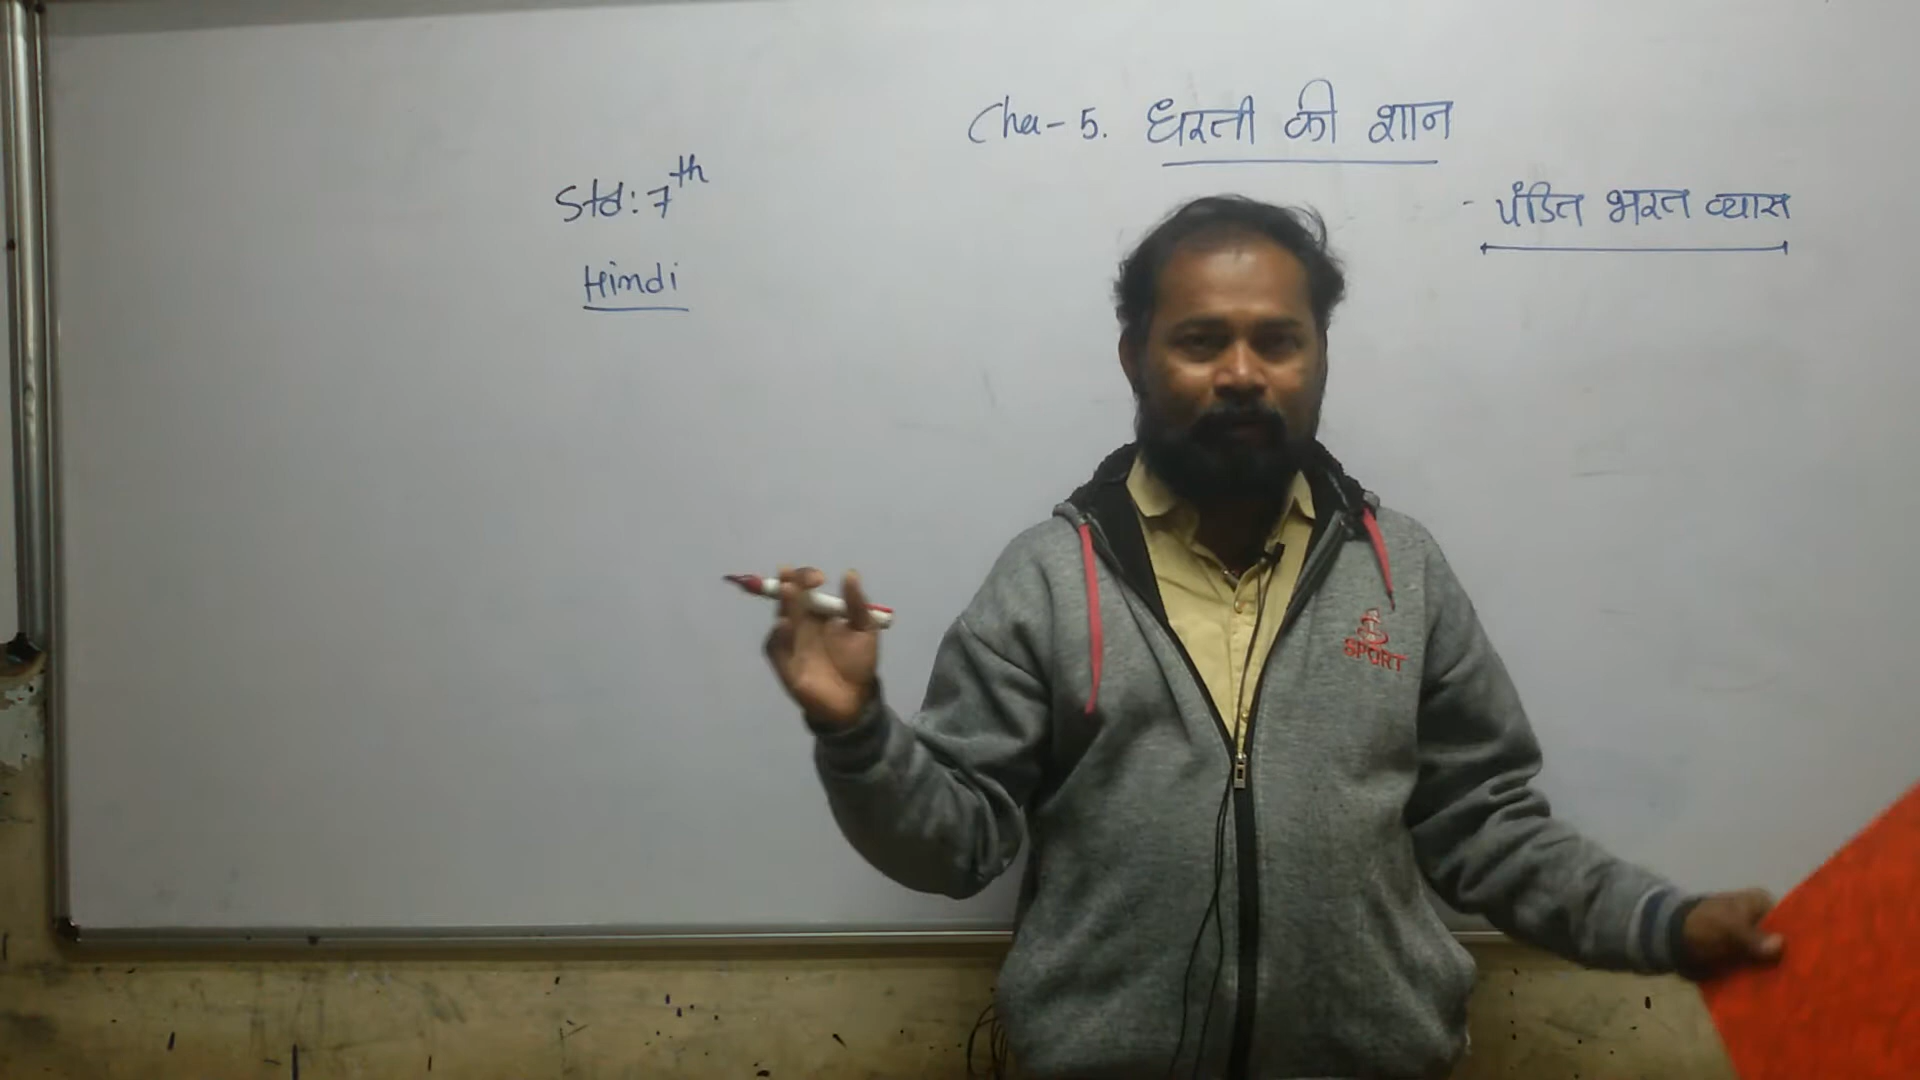 Cha-5. धरती की शान
- पंडित भरत व्यास
Std: 7th
Hindi
SPORT